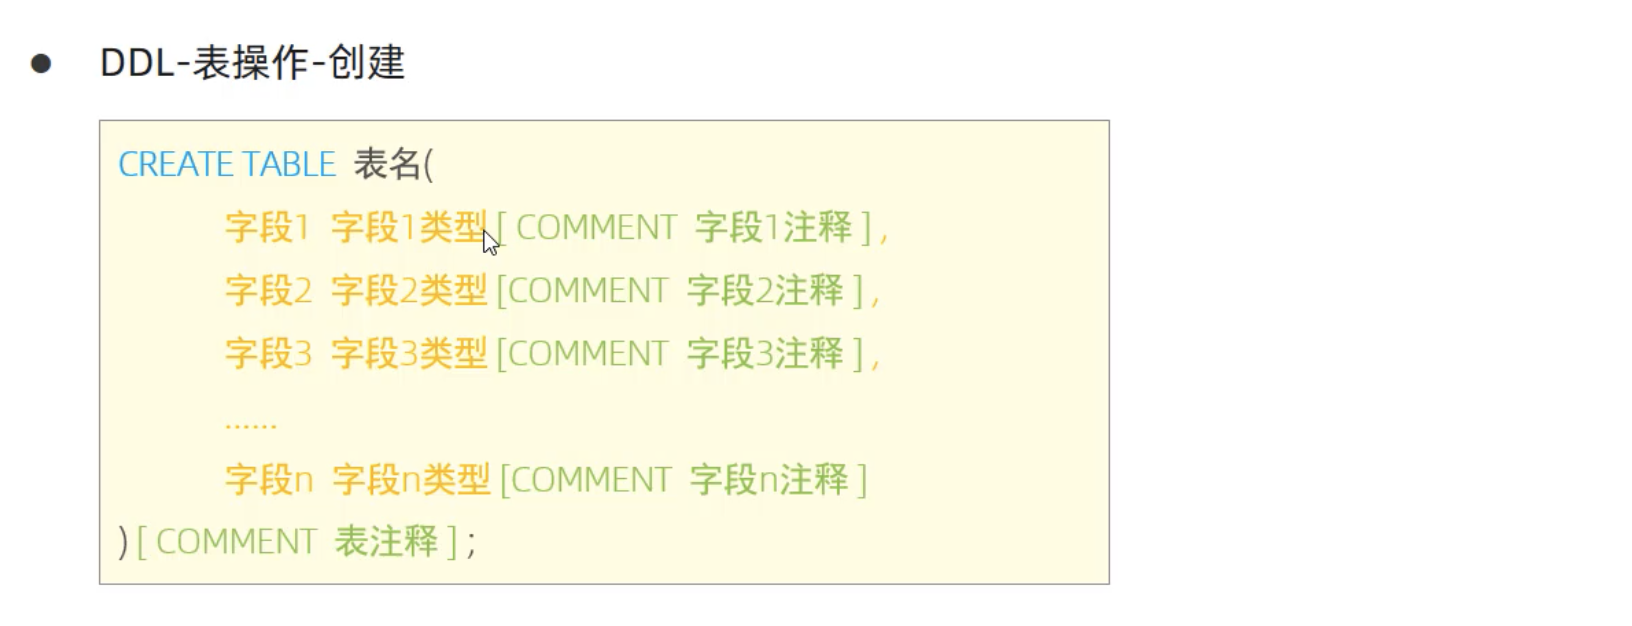 ● DDL-表操作-创建
CREATE TABLE 表名(
字段1 字段1类型[ COMMENT 字段1注释 ] ,
字段2 字段2类型 [COMMENT 字段2注释 ] ,
字段3 字段3类型 [COMMENT 字段3注释 ] ,
......
字段n 字段n类型 [COMMENT 字段n注释 ]
) [ COMMENT 表注释 ] ;